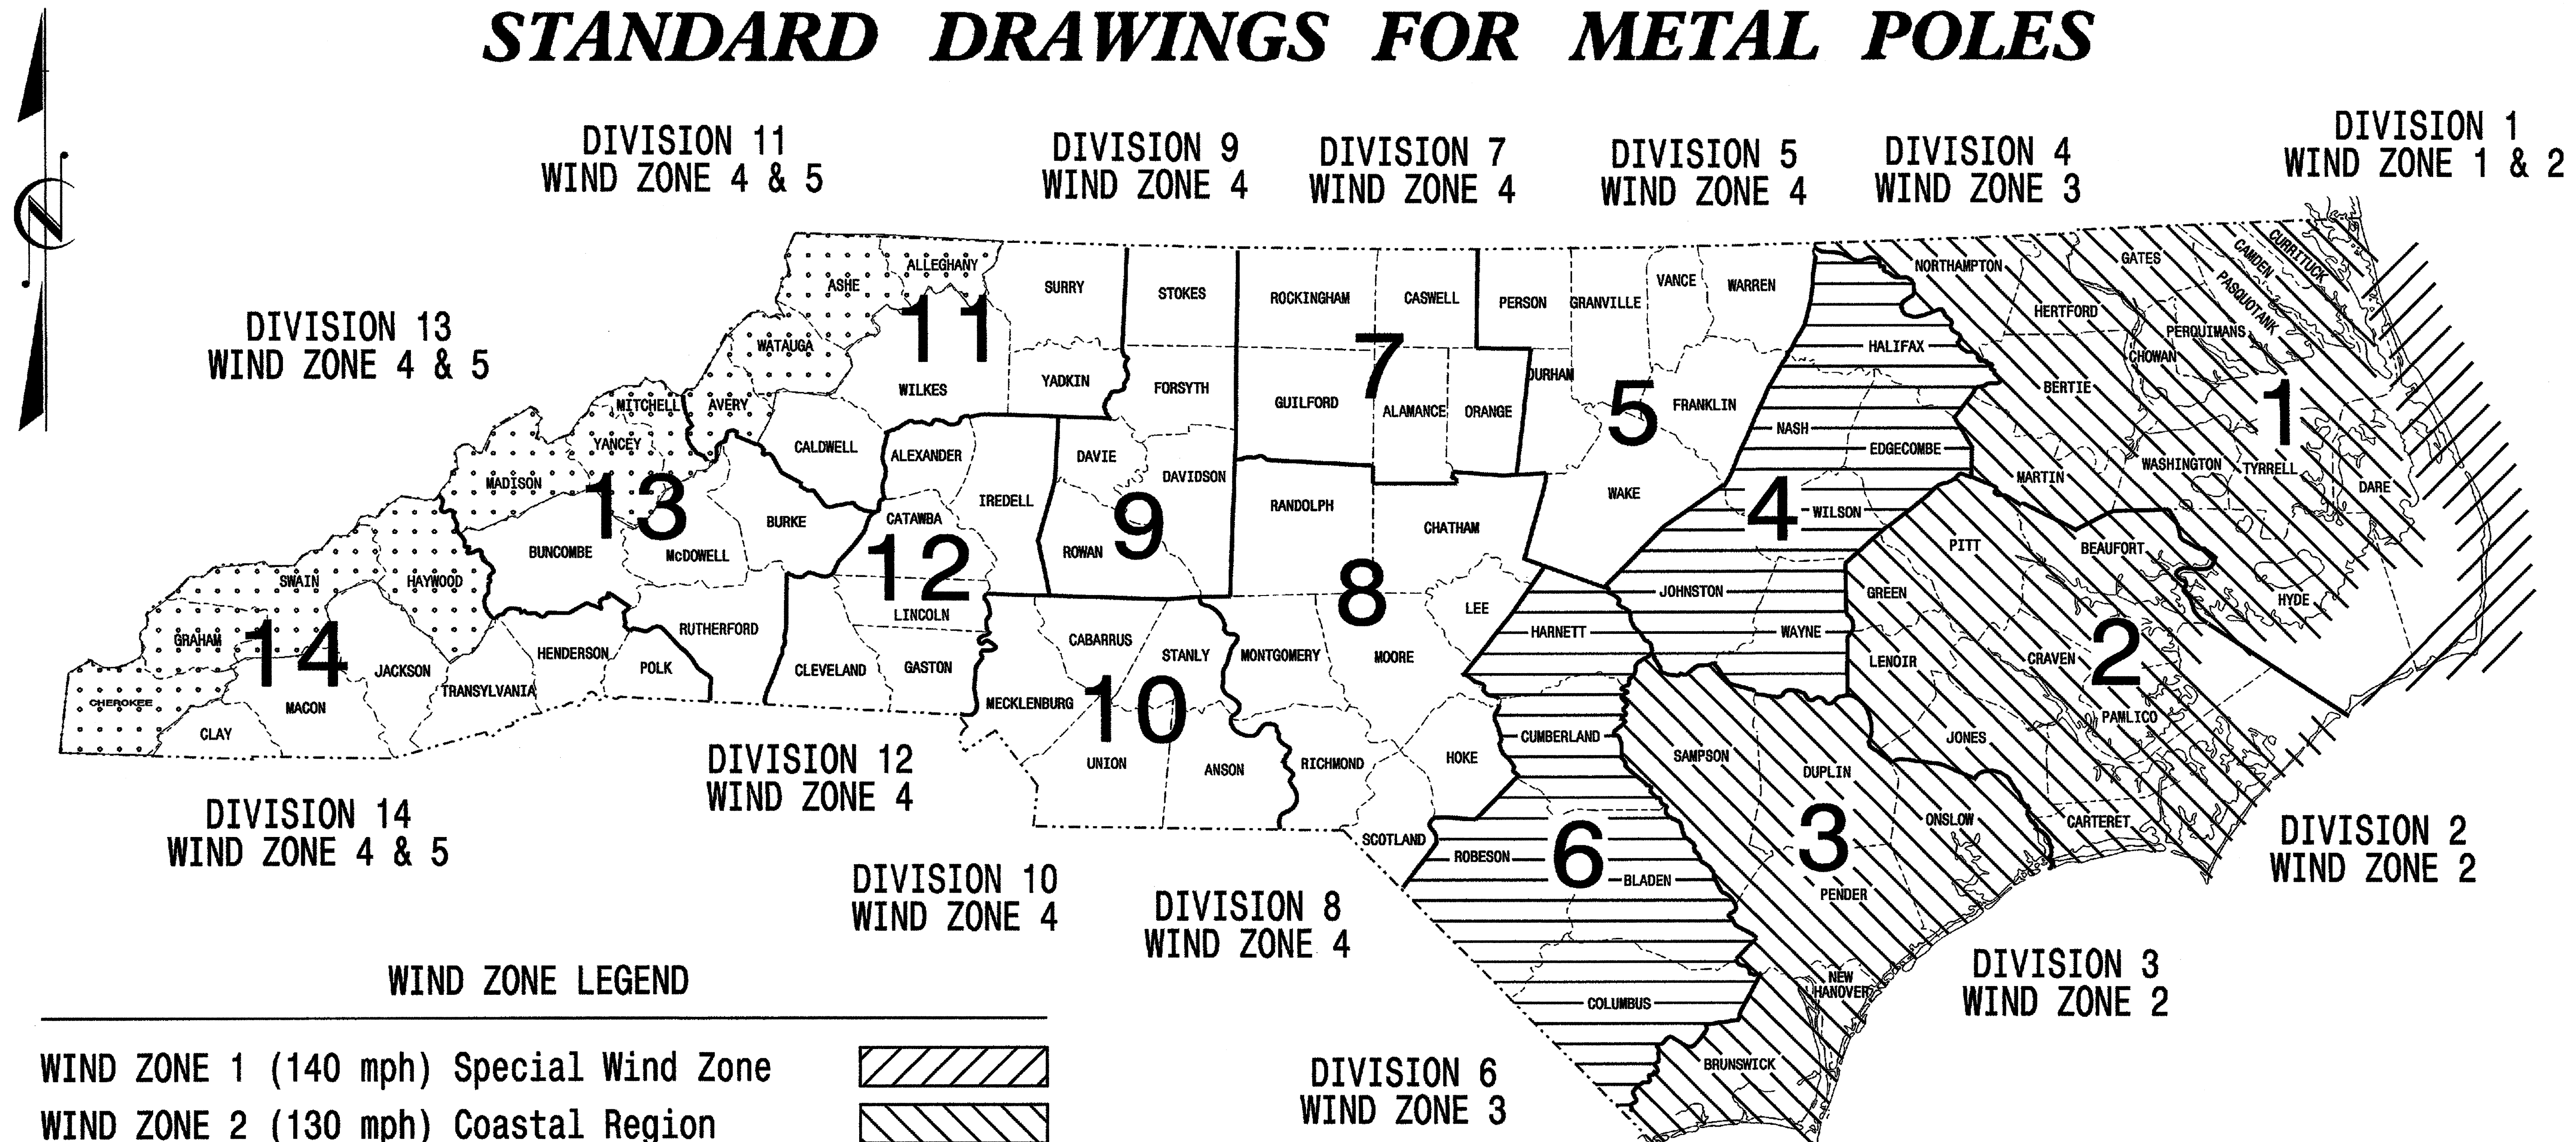 STANDARD DRAWINGS FOR METAL POLES
DIVISION 11
WIND ZONE 4 & 5
DIVISION 9
WIND ZONE 4
DIVISION 7
WIND ZONE 4
DIVISION 5
WIND ZONE 4
DIVISION 4
WIND ZONE 3
DIVISION 1
WIND ZONE 1 & 2
DIVISION 13
WIND ZONE 4 & 5
N
ASHE
ALLEGHANY
SURRY
STOKES
ROCKINGHAM
CASWELL
PERSON
GRANVILLE
VANCE
WARREN
NORTHAMPTON
GATES
CAMDEN
CURRITUCK
PASQUOTANK
HERTFORD
PERQUIMANS
CHOWAN
HALIFAX
WATAUGA
11
WILKES
YADKIN
FORSYTH
7
GUILFORD
ALAMANCE
ORANGE
DURHAM
5
FRANKLIN
NASH
EDGECOMBE
BERTIE
1
MITCHELL
AVERY
YANCEY
CALDWELL
ALEXANDER
DAVIE
DAVIDSON
MARTIN
WASHINGTON
TYRRELL
DARE
MADISON
13
IREDELL
RANDOLPH
CHATHAM
WAKE
4
WILSON
BURKE
CATAWBA
9
ROWAN
BUNCOMBE
McDOWELL
12
PITT
BEAUFORT
SWAIN
HAYWOOD
LINCOLN
8
LEE
JOHNSTON
GREEN
HYDE
GRAHAM
14
JACKSON
HENDERSON
RUTHERFORD
POLK
CLEVELAND
GASTON
CABARRUS
STANLY
MONTGOMERY
MOORE
HARNETT
WAYNE
LENOIR
CRAVEN
2
TRANSYLVANIA
CHEROKEE
MACON
CLAY
MECKLENBURG
10
UNION
ANSON
RICHMOND
HOKE
CUMBERLAND
SAMPSON
DUPLIN
JONES
PAMLICO
SCOTLAND
ROBESON
6
BLADEN
3
ONSLOW
CARTERET
PENDER
NEW
HANOVER
COLUMBUS
BRUNSWICK
DIVISION 12
WIND ZONE 4
DIVISION 14
WIND ZONE 4 & 5
DIVISION 2
WIND ZONE 2
DIVISION 10
WIND ZONE 4
DIVISION 8
WIND ZONE 4
DIVISION 3
WIND ZONE 2
DIVISION 6
WIND ZONE 3
WIND ZONE LEGEND
WIND ZONE 1 (140 mph) Special Wind Zone
WIND ZONE 2 (130 mph) Coastal Region